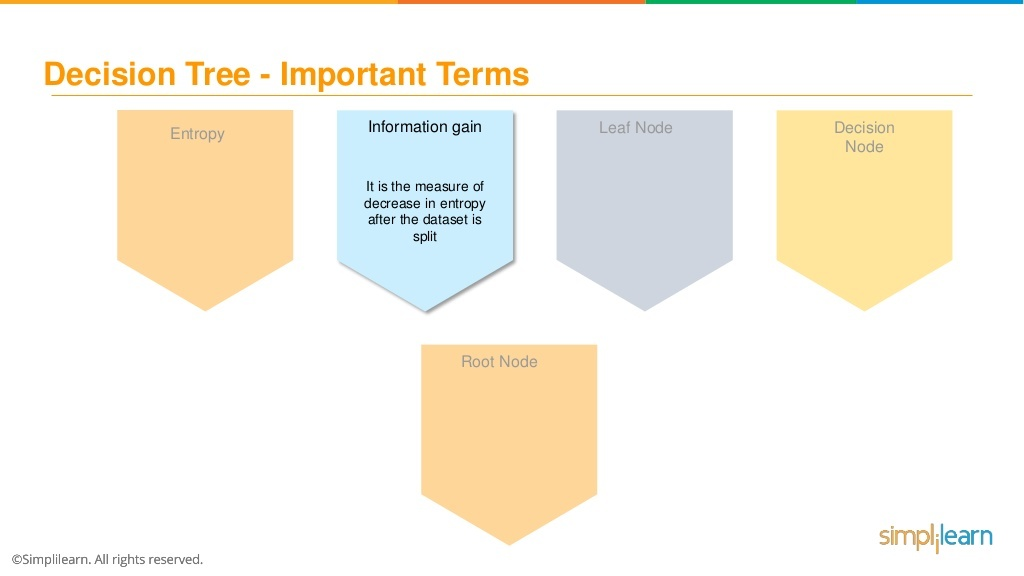 Decision Tree - Important Terms
Entropy
Information gain
It is the measure of
decrease in entropy
after the dataset is
split
Leaf Node
Decision
Node
Root Node
©Simplilearn. All rights reserved.
simplilearn